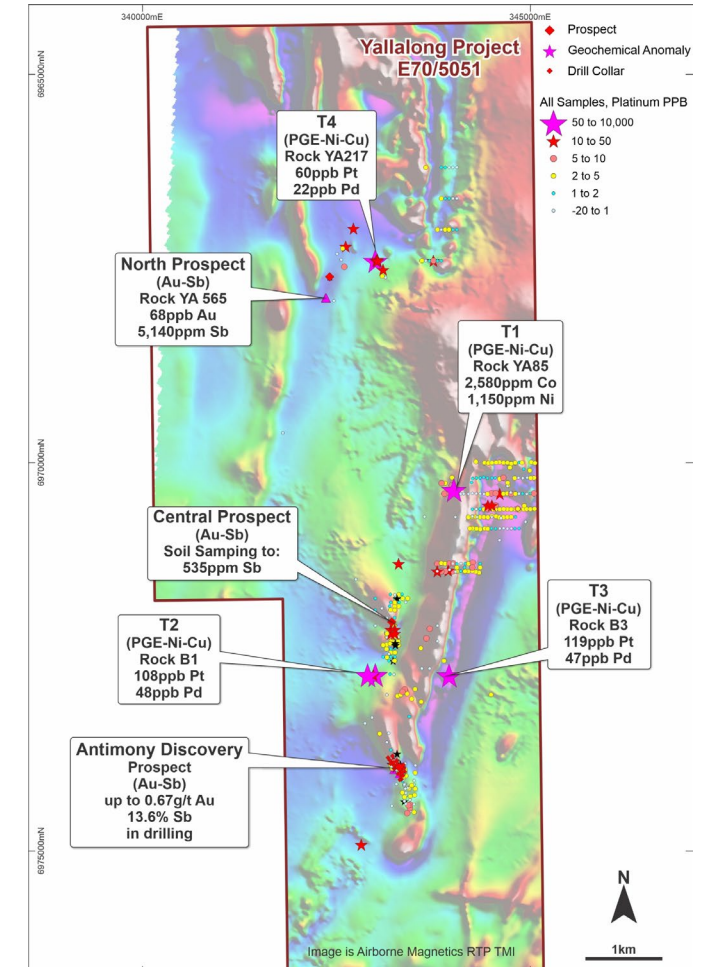 340000mE
345000mE
6965000mN
6970000mN
6975000mN
Yallalong Project
E70/5051
Prospect
Geochemical Anomaly
Drill Collar
All Samples, Platinum PPB
50 to 10,000
10 to 50
5 to 10
2 to 5
1 to 2
-20 to 1
T4
(PGE-Ni-Cu)
Rock YA217
60ppb Pt
22ppb Pd
North Prospect
(Au-Sb)
Rock YA 565
68ppb Au
5,140ppm Sb
T1
(PGE-Ni-Cu)
Rock YA85
2,580ppm Co
1,150ppm Ni
Central Prospect
(Au-Sb)
Soil Samping to:
535ppm Sb
T3
(PGE-Ni-Cu)
Rock B3
119ppb Pt
47ppb Pd
T2
(PGE-Ni-Cu)
Rock B1
108ppb Pt
48ppb Pd
Antimony Discovery
Prospect
(Au-Sb)
up to 0.67g/t Au
13.6% Sb
in drilling
N
1km
Image is Airborne Magnetics RTP TMI